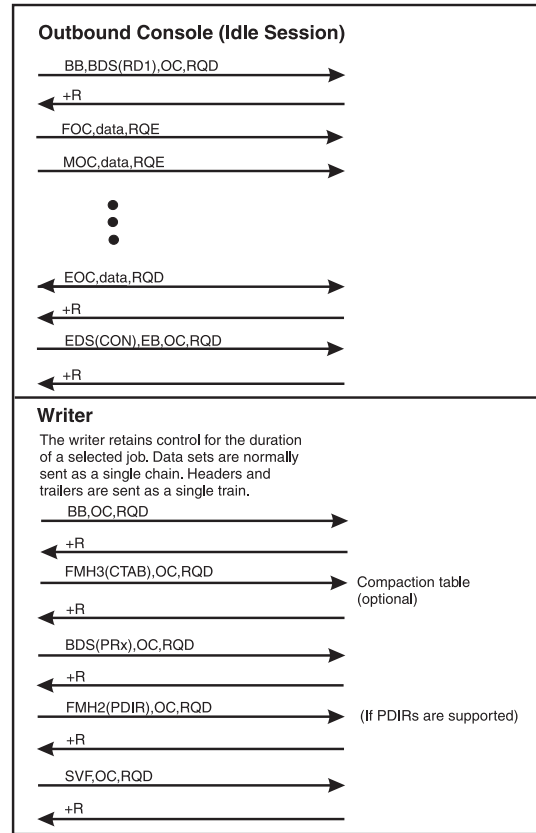 Outbound Console (Idle Session)
BB,BDS(RD1),OC,RQD
+R
FOC,data,RQE
MOC,data,RQE
EOC,data,RQD
+R
EDS(CON),EB,OC,RQD
+R
Writer
The writer retains control for the duration
of a selected job. Data sets are normally
sent as a single chain. Headers and
trailers are sent as a single train.
BB,OC,RQD
+R
FMH3(CTAB),OC,RQD
Compaction table
(optional)
+R
BDS(PRx),OC,RQD
+R
FMH2(PDIR),OC,RQD
(If PDIRs are supported)
+R
SVF,OC,RQD
+R